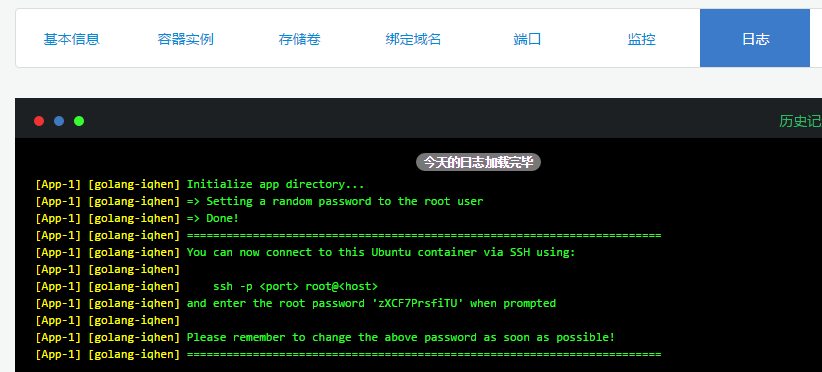 基本信息 容器实例 存储卷 绑定域名 端口 监控 日志
历史记
今天的日志加载完毕
[App-1] [golang-iqhen] Initialize app directory...
[App-1] [golang-iqhen] => Setting a random password to the root user
[App-1] [golang-iqhen] => Done!
[App-1] [golang-iqhen] ========================================================================
[App-1] [golang-iqhen] You can now connect to this Ubuntu container via SSH using:
[App-1] [golang-iqhen]
[App-1] [golang-iqhen]     ssh -p <port> root@<host>
[App-1] [golang-iqhen] and enter the root password 'zXCF7PrsfiTU' when prompted
[App-1] [golang-iqhen]
[App-1] [golang-iqhen] Please remember to change the above password as soon as possible!
[App-1] [golang-iqhen] ========================================================================